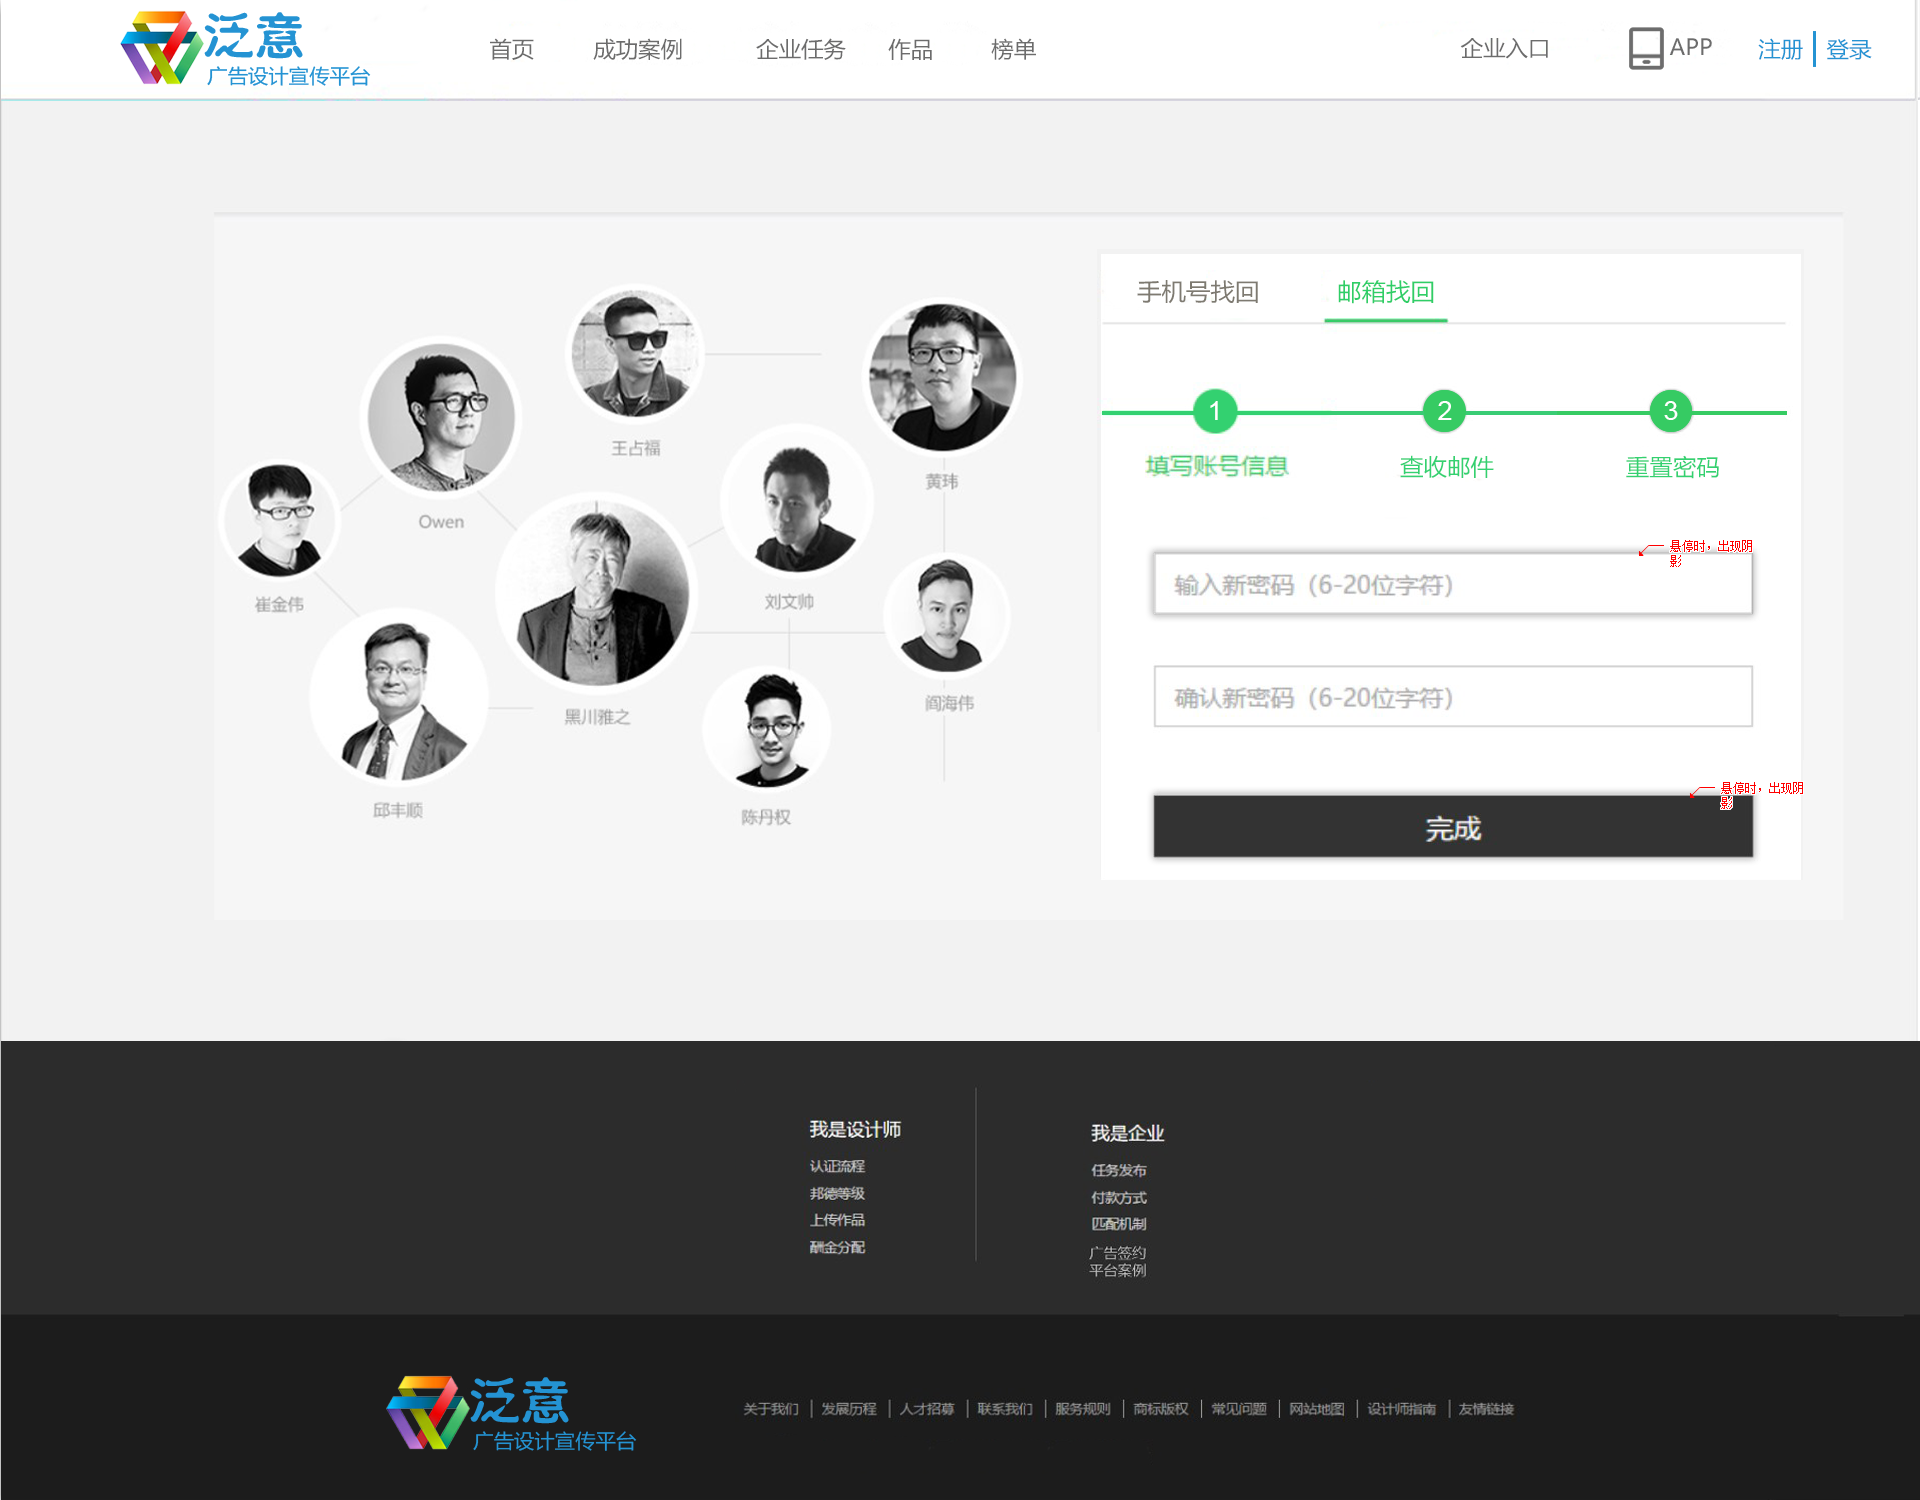 泛意
广告设计宣传平台
首页 成功案例 企业任务 作品 榜单 企业入口 APP 注册 登录
手机号找回 邮箱找回
1 2 3
填写账号信息 查收邮件 重置密码
悬停时，出现阴
影
输入新密码（6-20位字符）
确认新密码（6-20位字符）
悬停时，出现阴
影
完成
王占福
黄玮
Owen
崔金伟
刘文帅
阎海伟
黑川雅之
邱丰顺
陈丹权
我是设计师
认证流程
邦德等级
上传作品
酬金分配
我是企业
任务发布
付款方式
匹配机制
广告签约
平台案例
泛意
广告设计宣传平台
关于我们 发展历程 人才招募 联系我们 服务规则 商标版权 常见问题 网站地图 设计师指南 友情链接